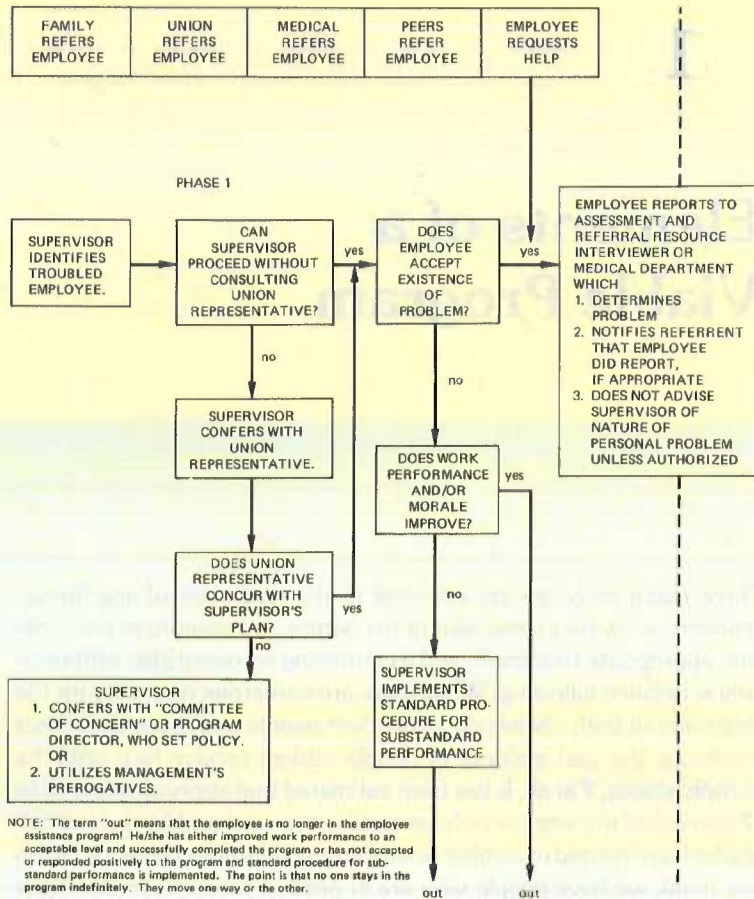 FAMILY
REFERS
EMPLOYEE
UNION
REFERS
EMPLOYEE
MEDICAL
REFERS
EMPLOYEE
PEERS
REFER
EMPLOYEE
EMPLOYEE
REQUESTS
HELP
PHASE 1
SUPERVISOR
IDENTIFIES
TROUBLED
EMPLOYEE.
CAN
SUPERVISOR
PROCEED WITHOUT
CONSULTING
UNION
REPRESENTATIVE?
yes
DOES
EMPLOYEE
ACCEPT
EXISTENCE
OF
PROBLEM?
yes
EMPLOYEE REPORTS TO
ASSESSMENT AND
REFERRAL RESOURCE
INTERVIEWER OR
MEDICAL DEPARTMENT
WHICH
1. DETERMINES
PROBLEM
2. NOTIFIES REFERRENT
THAT EMPLOYEE
DID REPORT,
IF APPROPRIATE
3. DOES NOT ADVISE
SUPERVISOR OF
NATURE OF
PERSONAL PROBLEM
UNLESS AUTHORIZED
no
no
SUPERVISOR
CONFERS WITH
UNION
REPRESENTATIVE.
DOES WORK
PERFORMANCE
AND/OR
MORALE
IMPROVE?
yes
DOES UNION
REPRESENTATIVE
CONCUR WITH
SUPERVISOR'S
PLAN?
yes
no
no
SUPERVISOR
1. CONFERS WITH "COMMITTEE
OF CONCERN" OR PROGRAM
DIRECTOR, WHO SET POLICY.
OR
2. UTILIZES MANAGEMENT'S
PREROGATIVES.
SUPERVISOR
IMPLEMENTS
STANDARD PRO
CEDURE FOR
SUBSTANDARD
PERFORMANCE
NOTE: The term "out" means that the employee is no longer in the employee
assistance program! He/she has either improved work performance to an
acceptable level and successfully completed the program or has not accepted
or responded positively to the program and standard procedure for sub-
standard performance is implemented. The point is that no one stays in the
program indefinitely. They move one way or the other.
out
out